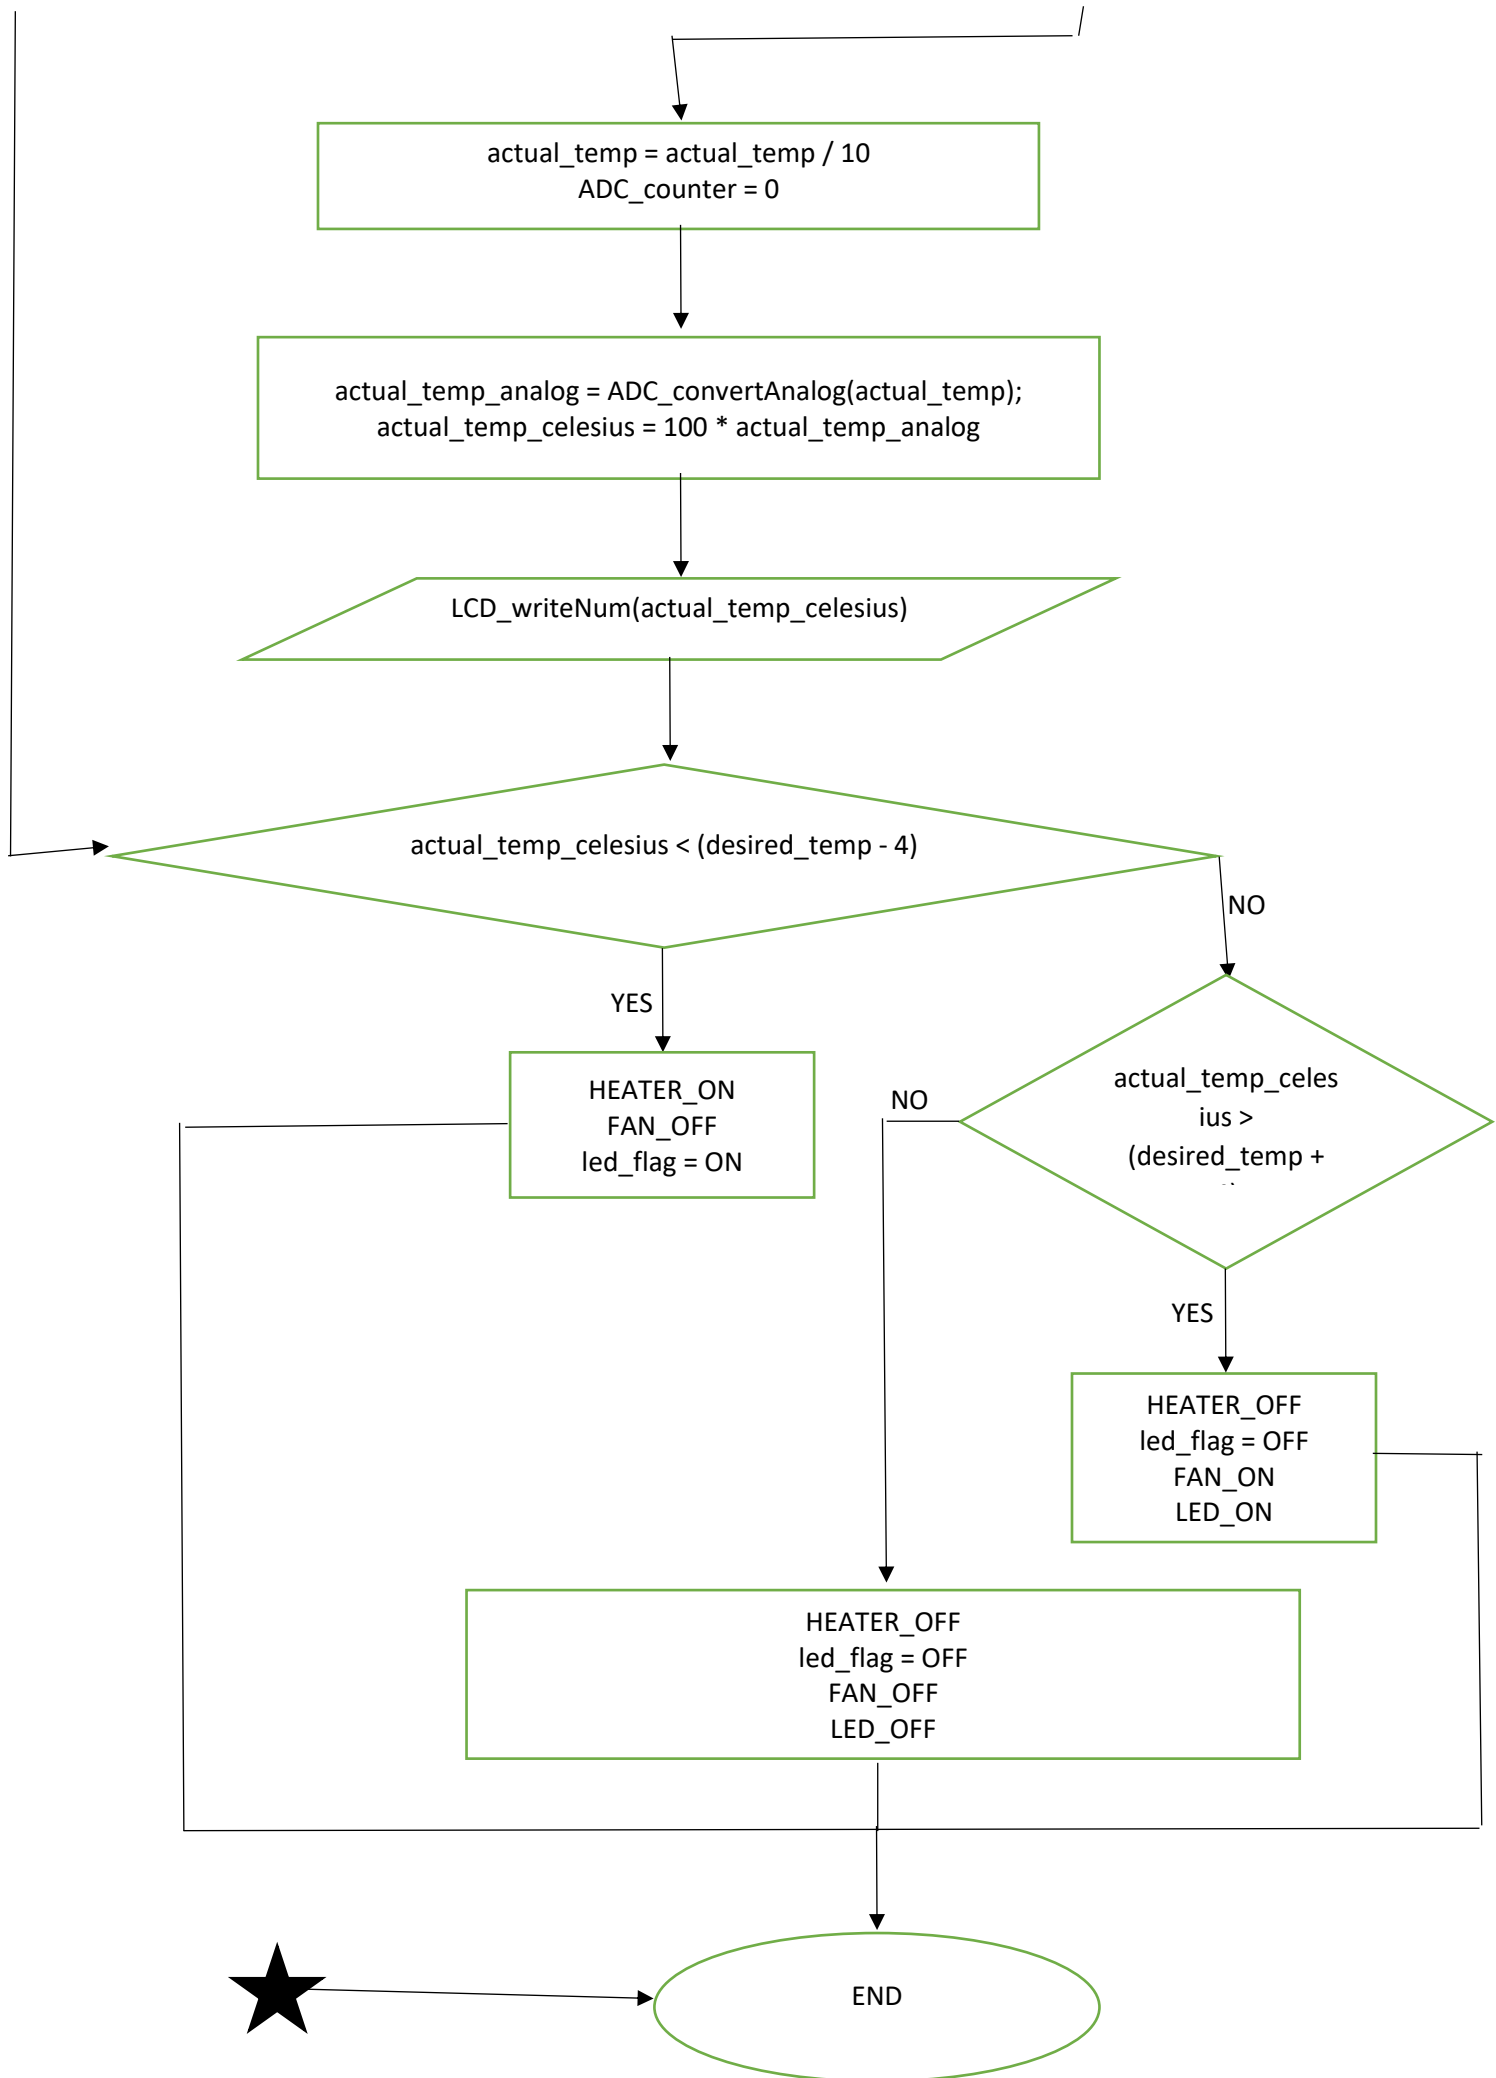 actual_temp = actual_temp / 10
ADC_counter = 0
actual_temp_analog = ADC_convertAnalog(actual_temp);
actual_temp_celesius = 100 * actual_temp_analog
LCD_writeNum(actual_temp_celesius)
actual_temp_celesius < (desired_temp - 4)
NO
YES
HEATER_ON
FAN_OFF
led_flag = ON
actual_temp_celes
ius >
(desired_temp +
NO
YES
HEATER_OFF
led_flag = OFF
FAN_ON
LED_ON
HEATER_OFF
led_flag = OFF
FAN_OFF
LED_OFF
END